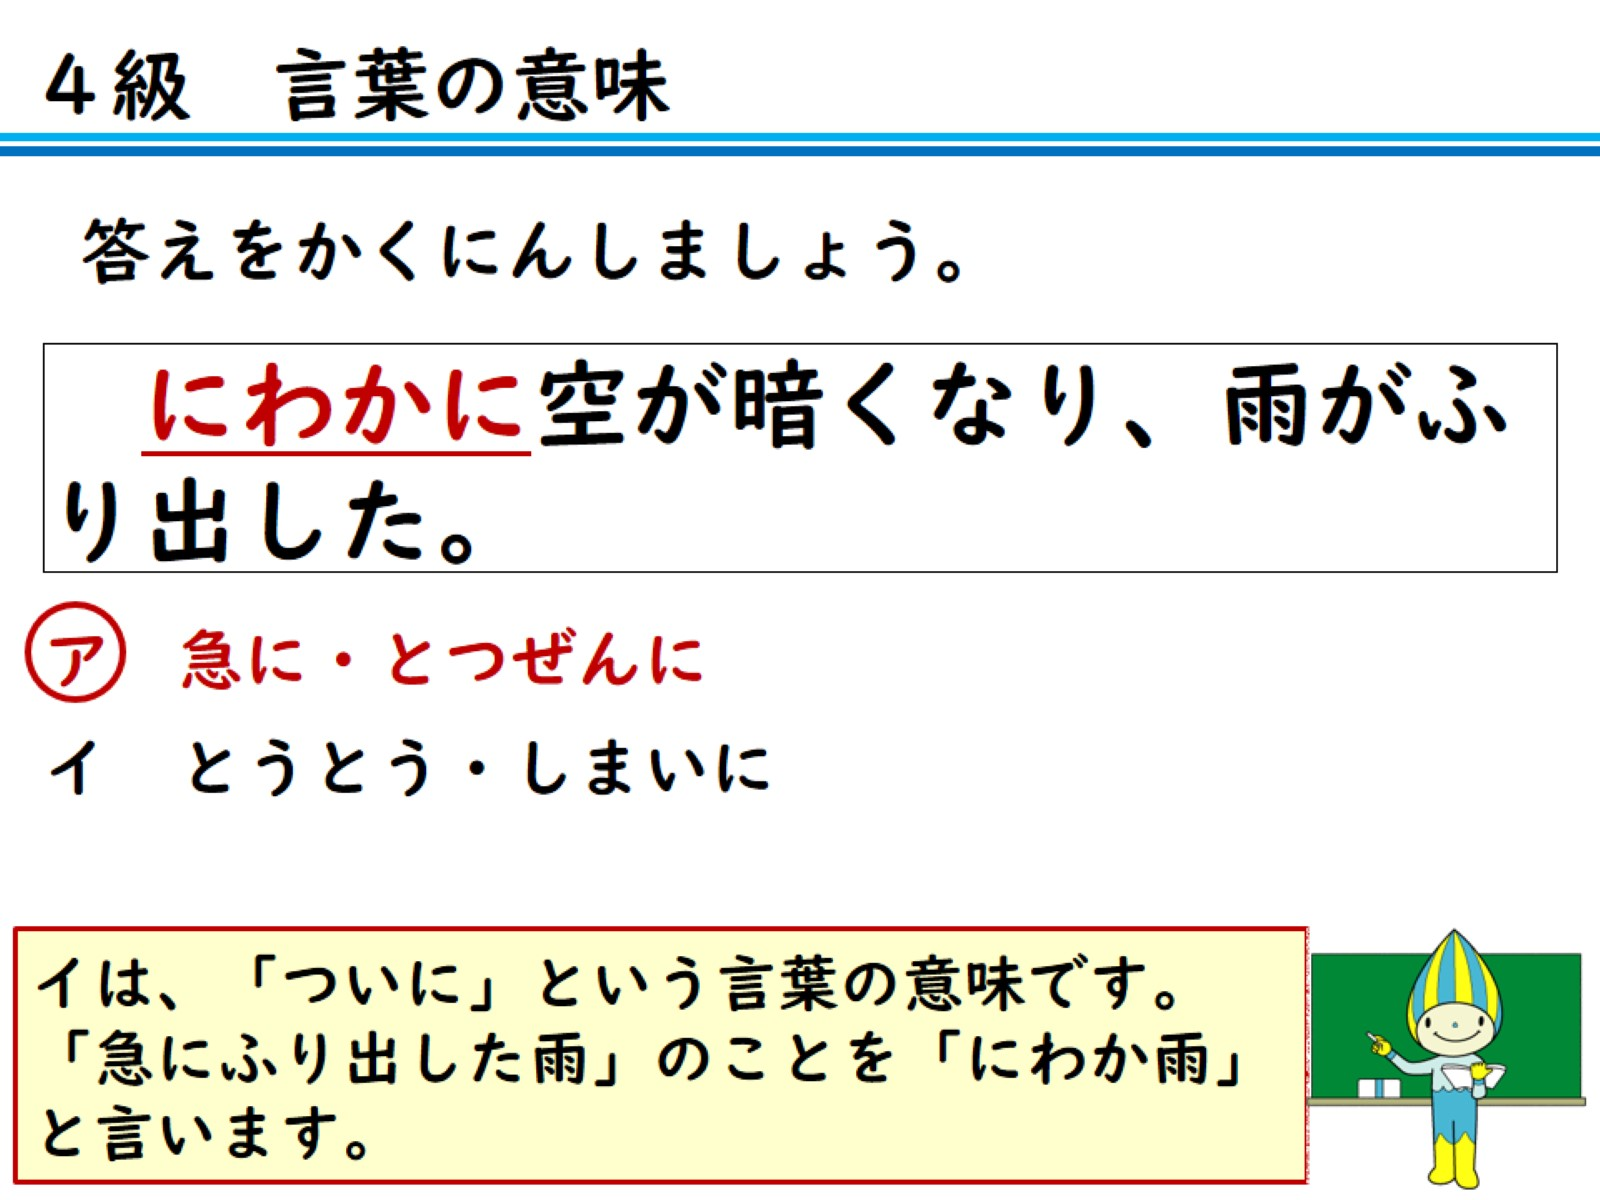 ４級　言葉の意味
答えをかくにんしましょう。
にわかに空が暗くなり、雨がふ
り出した。
ア　急に・とつぜんに
イ　とうとう・しまいに
イは、「ついに」という言葉の意味です。
「急にふり出した雨」のことを「にわか雨」
と言います。